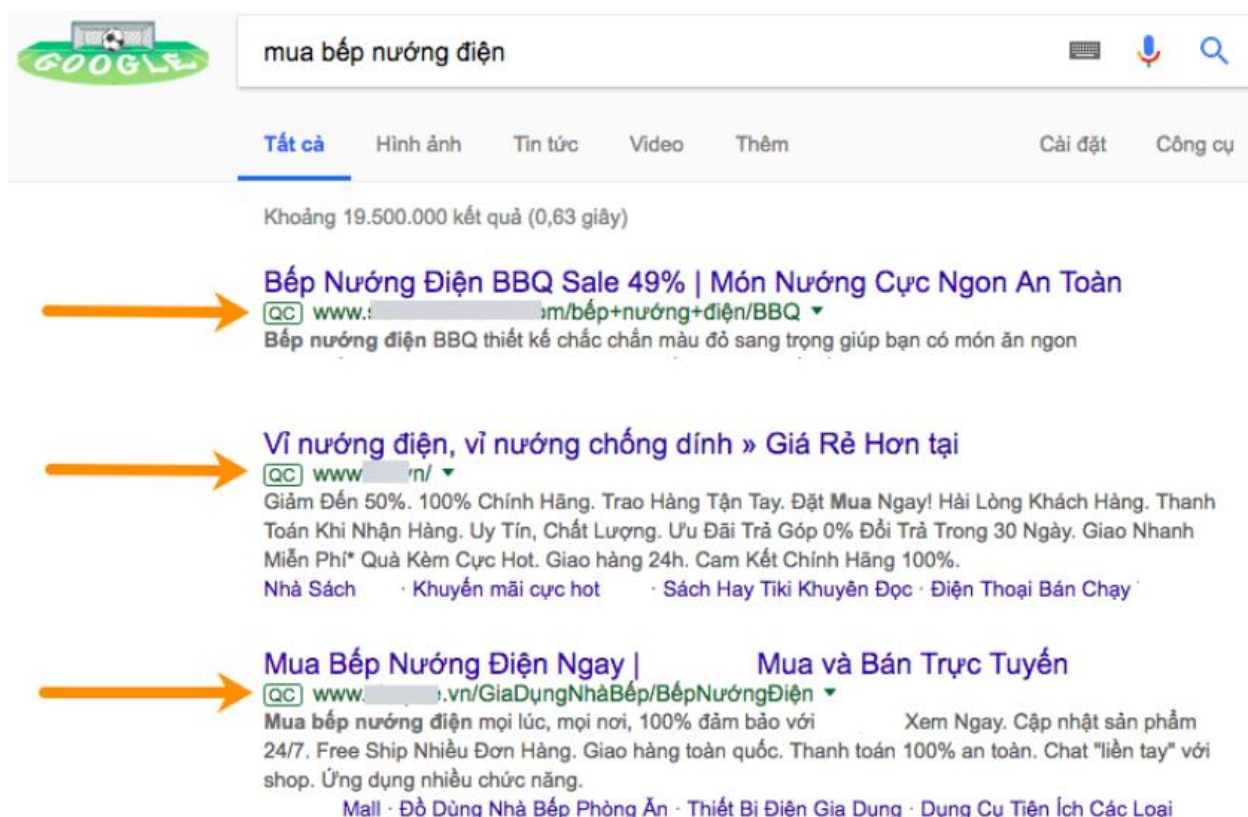 GOOGLE
mua bếp nướng điện
Tất cả Hình ảnh Tin tức Video Thêm Cài đặt Công cụ
Khoảng 19.500.000 kết quả (0,63 giây)
Bếp Nướng Điện BBQ Sale 49% | Món Nướng Cực Ngon An Toàn
QC www.s om/bếp+nướng+điện/BBQ
Bếp nướng điện BBQ thiết kế chắc chắn màu đỏ sang trọng giúp bạn có món ăn ngon
Vỉ nướng điện, vỉ nướng chống dính » Giá Rẻ Hơn tại
QC www vn/
Giảm Đến 50%. 100% Chính Hãng. Trao Hàng Tận Tay. Đặt Mua Ngay! Hài Lòng Khách Hàng. Thanh
Toán Khi Nhận Hàng. Uy Tín, Chất Lượng. Ưu Đãi Trả Góp 0% Đổi Trả Trong 30 Ngày. Giao Nhanh
Miễn Phí* Quà Kèm Cực Hot. Giao hàng 24h. Cam Kết Chính Hãng 100%.
Nhà Sách · Khuyến mãi cực hot · Sách Hay Tiki Khuyên Đọc · Điện Thoại Bán Chạy
Mua Bếp Nướng Điện Ngay | Mua và Bán Trực Tuyến
QC www. .vn/GiaDụngNhàBếp/BếpNướngĐiện
Mua bếp nướng điện mọi lúc, mọi nơi, 100% đảm bảo với Xem Ngay. Cập nhật sản phẩm
24/7. Free Ship Nhiều Đơn Hàng. Giao hàng toàn quốc. Thanh toán 100% an toàn. Chat "liền tay" với
shop. Ứng dụng nhiều chức năng.
Mall · Đồ Dùng Nhà Bếp Phòng Ăn · Thiết Bị Điện Gia Dụng · Dụng Cụ Tiện Ích Các Loại